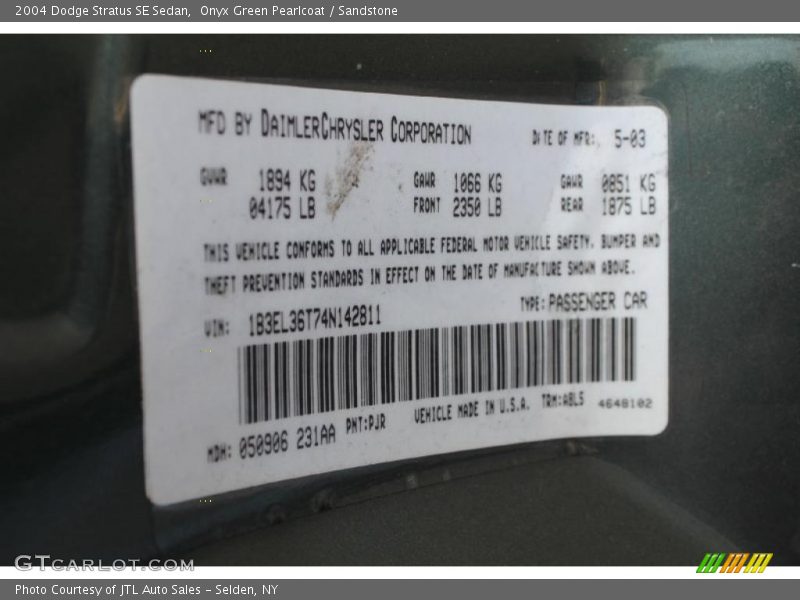 2004 Dodge Stratus SE Sedan,  Onyx Green Pearlcoat / Sandstone
MFD BY DAIMLERCHRYSLER CORPORATION DATE OF MFR: 5-03
GVWR 1894 KG GAWR 1066 KG GAWR 0851 KG
04175 LB FRONT 2350 LB REAR 1875 LB
THIS VEHICLE CONFORMS TO ALL APPLICABLE FEDERAL MOTOR VEHICLE SAFETY, BUMPER AND
THEFT PREVENTION STANDARDS IN EFFECT ON THE DATE OF MANUFACTURE SHOWN ABOVE.
VIN: 1B3EL36T74N142811 TYPE: PASSENGER CAR
MDH: 050906 231AA PNT:PJR VEHICLE MADE IN U.S.A. TRM:ABL5 4648102
GTCARLOT.COM
Photo Courtesy of JTL Auto Sales - Selden, NY